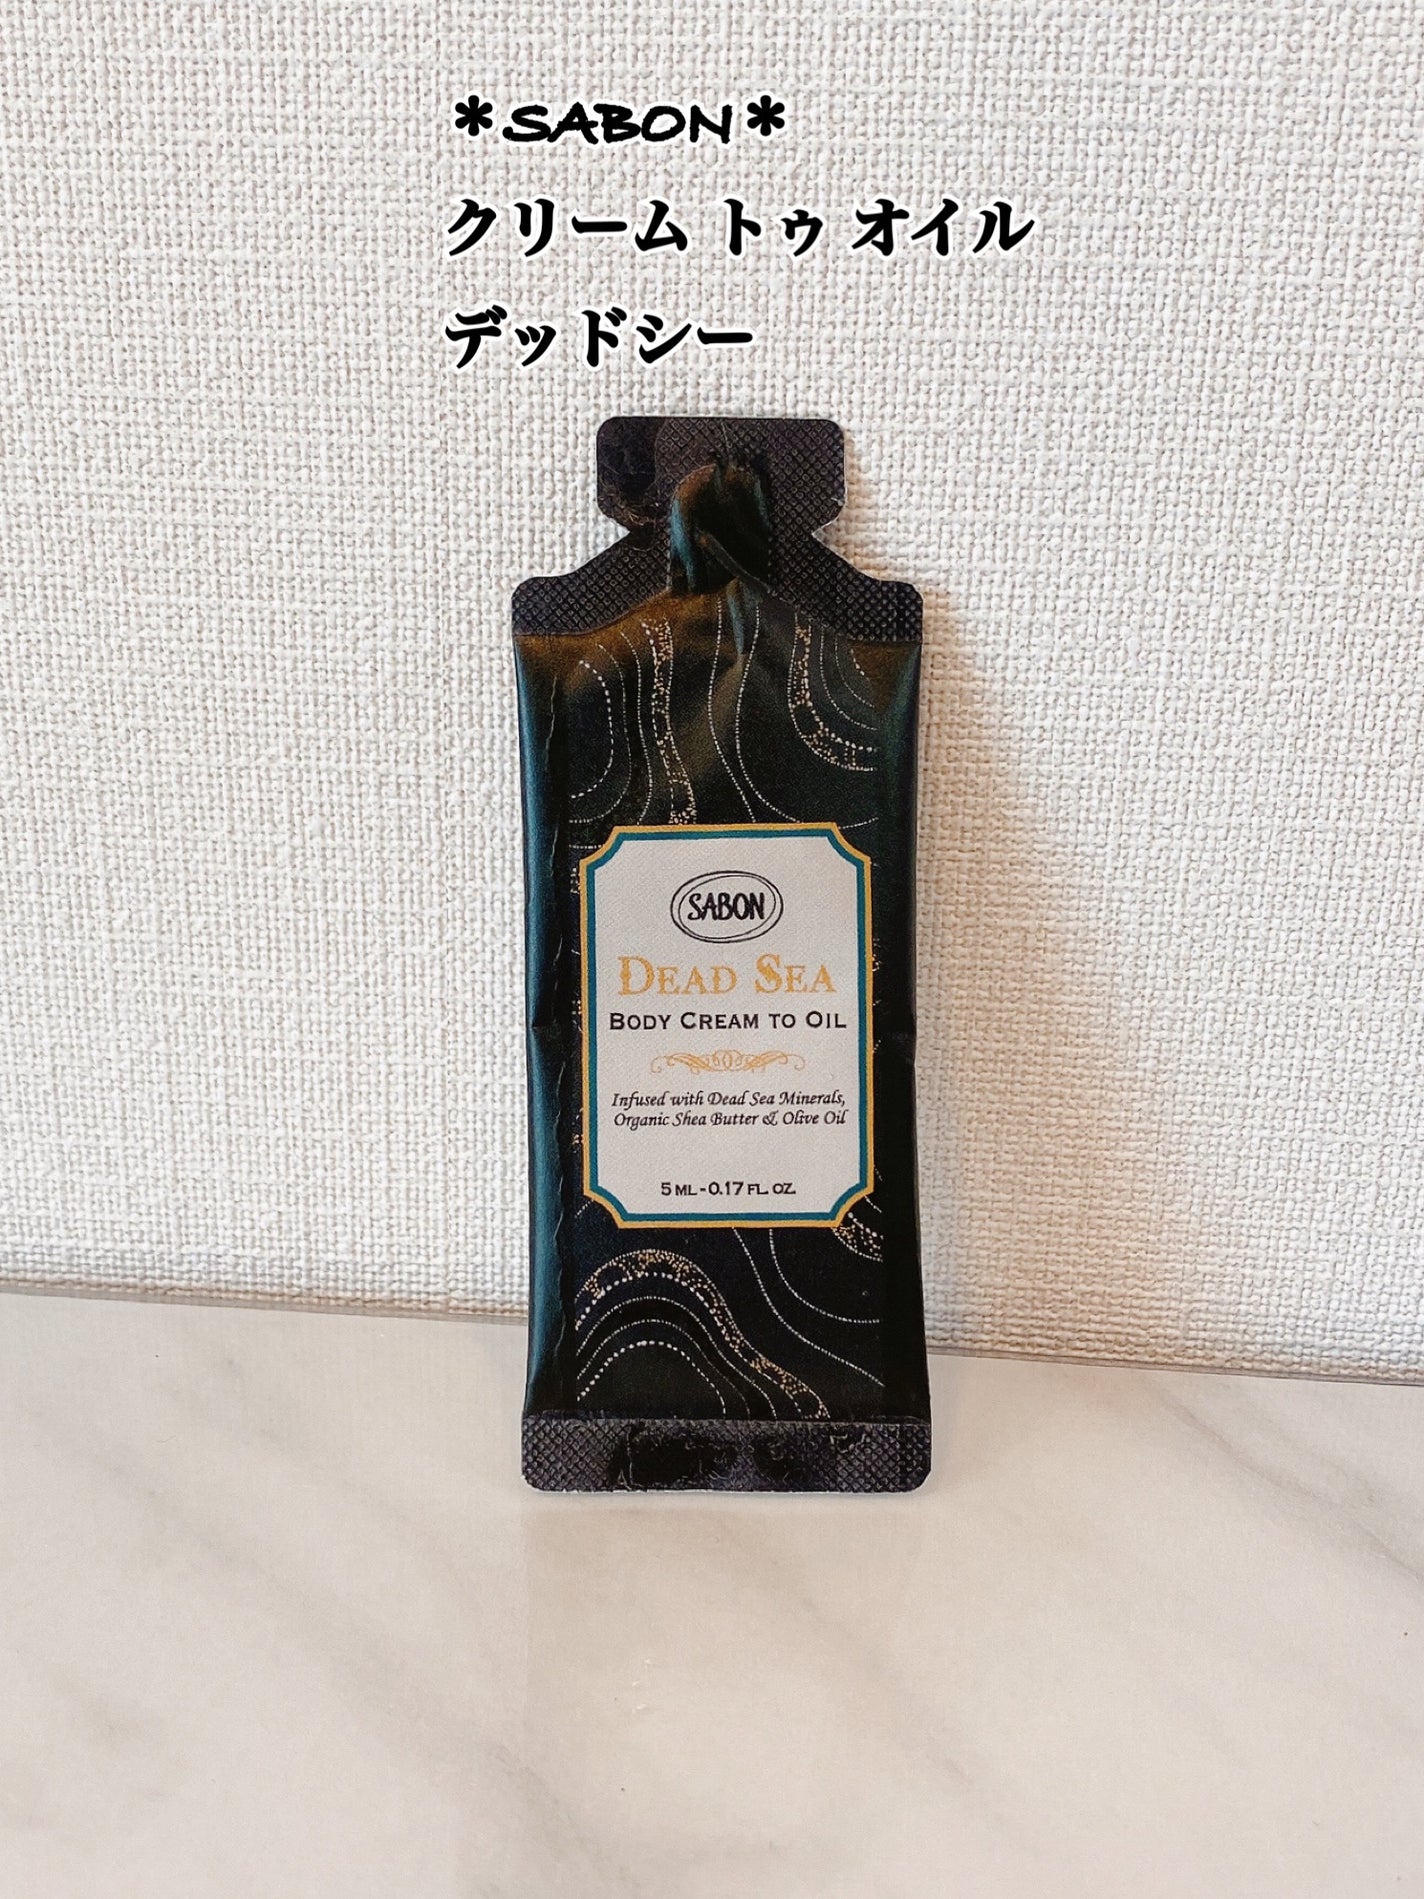 ＊SABON＊
クリーム トゥ オイル
デッドシー
SABON
DEAD SEA
BODY CREAM TO OIL
Infused with Dead Sea Minerals,
Organic Shea Butter & Olive Oil
5 ML - 0.17 FL. OZ.